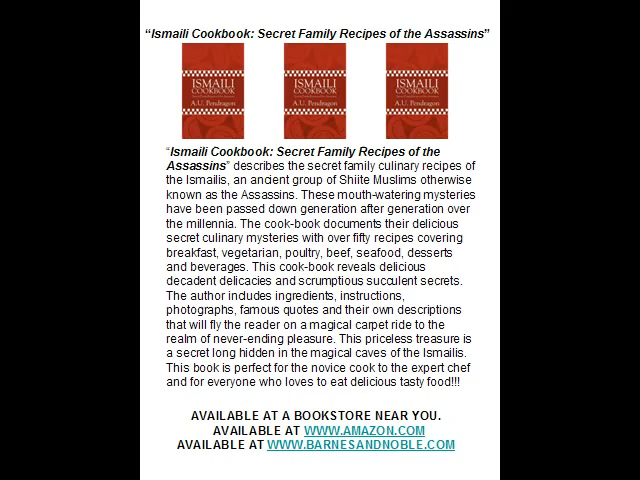 “Ismaili Cookbook: Secret Family Recipes of the Assassins”
ISMAILI ISMAILI ISMAILI
COOKBOOK COOKBOOK COOKBOOK
A.U. Pendragon A.U. Pendragon A.U. Pendragon
“Ismaili Cookbook: Secret Family Recipes of the
Assassins” describes the secret family culinary recipes of
the Ismailis, an ancient group of Shiite Muslims otherwise
known as the Assassins. These mouth-watering mysteries
have been passed down generation after generation over
the millennia. The cook-book documents their delicious
secret culinary mysteries with over fifty recipes covering
breakfast, vegetarian, poultry, beef, seafood, desserts
and beverages. This cook-book reveals delicious
decadent delicacies and scrumptious succulent secrets.
The author includes ingredients, instructions,
photographs, famous quotes and their own descriptions
that will fly the reader on a magical carpet ride to the
realm of never-ending pleasure. This priceless treasure is
a secret long hidden in the magical caves of the Ismailis.
This book is perfect for the novice cook to the expert chef
and for everyone who loves to eat delicious tasty food!!!
AVAILABLE AT A BOOKSTORE NEAR YOU.
AVAILABLE AT WWW.AMAZON.COM
AVAILABLE AT WWW.BARNESANDNOBLE.COM